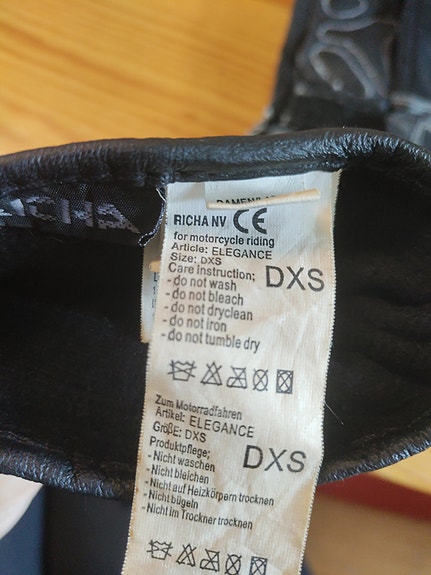 RICHA
RICHA NV CE
for motorcycle riding
Article: ELEGANCE
Size: DXS
Care instruction; DXS
- do not wash
- do not bleach
- do not dryclean
- do not iron
- do not tumble dry
Zum Motorradfahren
Artikel: ELEGANCE
Größe: DXS
Produktpflege; DXS
- Nicht waschen
- Nicht bleichen
- Nicht auf Heizkörpern trocknen
- Nicht bügeln
- Nicht im Trockner trocknen